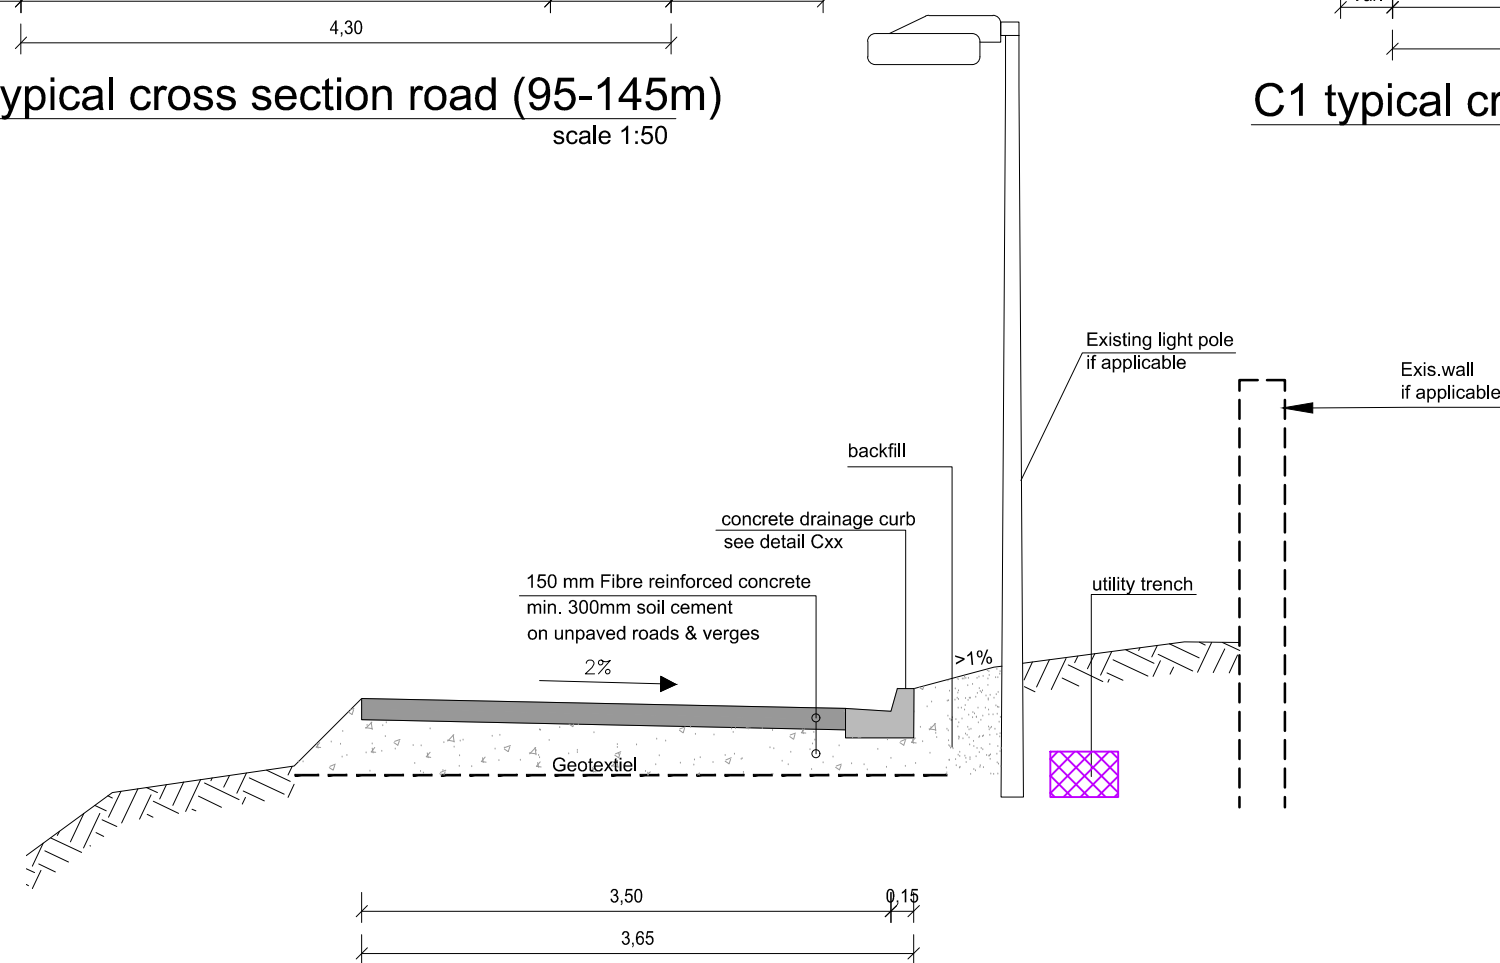 4,30
ypical cross section road (95-145m)
scale 1:50
C1 typical cr
Existing light pole
if applicable
Exis.wall
if applicable
backfill
concrete drainage curb
see detail Cxx
150 mm Fibre reinforced concrete
min. 300mm soil cement
on unpaved roads & verges
utility trench
2%
>1%
Geotextiel
3,50
0,15
3,65